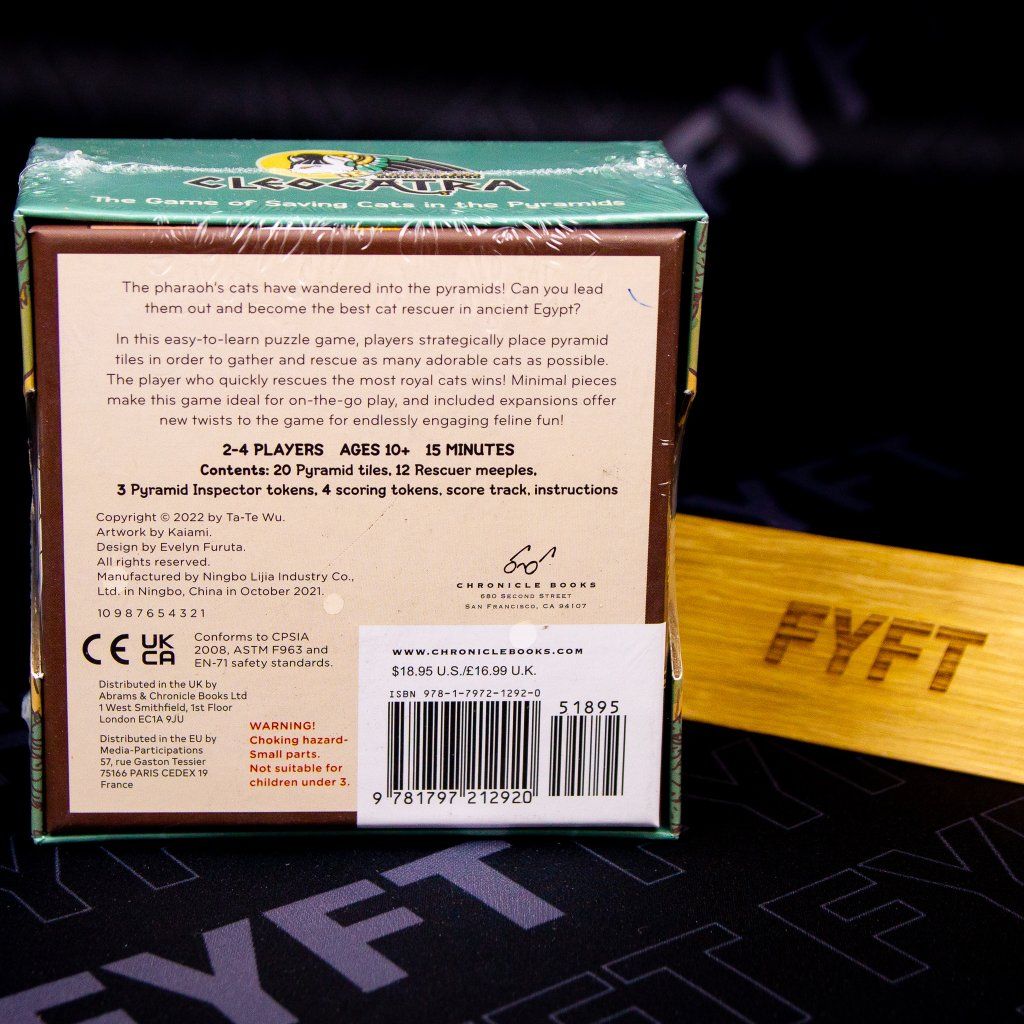 FYFT
CLEOCATRA
The Game of Saving Cats in the Pyramids
The pharaoh's cats have wandered into the pyramids! Can you lead
them out and become the best cat rescuer in ancient Egypt?
In this easy-to-learn puzzle game, players strategically place pyramid
tiles in order to gather and rescue as many adorable cats as possible.
The player who quickly rescues the most royal cats wins! Minimal pieces
make this game ideal for on-the-go play, and included expansions offer
new twists to the game for endlessly engaging feline fun!
2-4 PLAYERS AGES 10+ 15 MINUTES
Contents: 20 Pyramid tiles, 12 Rescuer meeples,
3 Pyramid Inspector tokens, 4 scoring tokens, score track, instructions
Copyright © 2022 by Ta-Te Wu.
Artwork by Kaiami.
Design by Evelyn Furuta.
All rights reserved.
Manufactured by Ningbo Lijia Industry Co.,
Ltd. in Ningbo, China in October 2021.
10 9 8 7 6 5 4 3 2 1
CHRONICLE BOOKS
680 SECOND STREET
SAN FRANCISCO, CA 94107
CE UK
CA
Conforms to CPSIA
2008, ASTM F963 and
EN-71 safety standards.
Distributed in the UK by
Abrams & Chronicle Books Ltd
1 West Smithfield, 1st Floor
London EC1A 9JU
Distributed in the EU by
Media-Participations
57, rue Gaston Tessier
75166 PARIS CEDEX 19
France
WARNING!
Choking hazard-
Small parts.
Not suitable for
children under 3.
WWW.CHRONICLEBOOKS.COM
$18.95 U.S./£16.99 U.K.
ISBN 978-1-7972-1292-0
51895
9 781797 212920
FYFT
FYFT
FYFT
FYFT